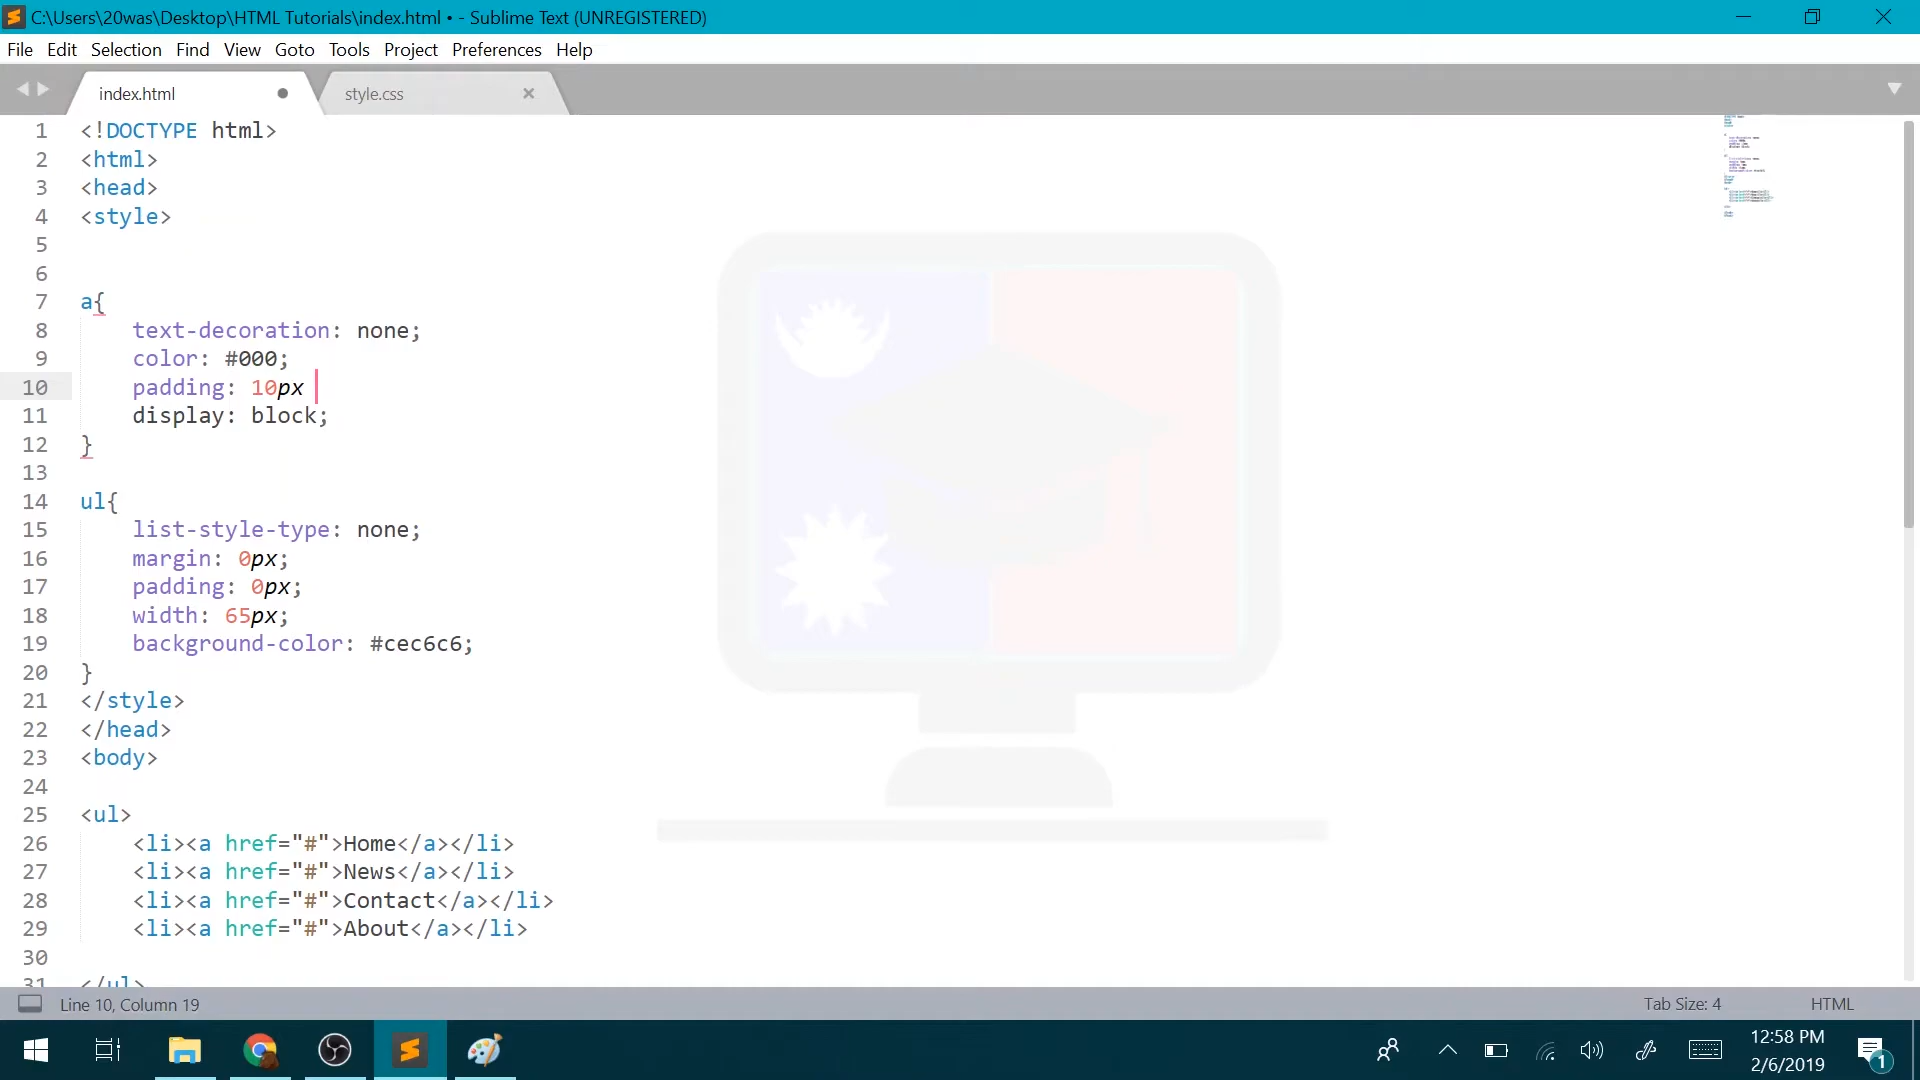 C:\Users\20was\Desktop\HTML Tutorials\index.html • - Sublime Text (UNREGISTERED)
File Edit Selection Find View Goto Tools Project Preferences Help
index.html style.css
1 <!DOCTYPE html>
2 <html>
3 <head>
4 <style>
5
6
7 a{
8 text-decoration: none;
9 color: #000;
10 padding: 10px
11 display: block;
12 }
13
14 ul{
15 list-style-type: none;
16 margin: 0px;
17 padding: 0px;
18 width: 65px;
19 background-color: #cec6c6;
20 }
21 </style>
22 </head>
23 <body>
24
25 <ul>
26 <li><a href="#">Home</a></li>
27 <li><a href="#">News</a></li>
28 <li><a href="#">Contact</a></li>
29 <li><a href="#">About</a></li>
30
31 </ul>
Line 10, Column 19 Tab Size: 4 HTML
12:58 PM
2/6/2019
1